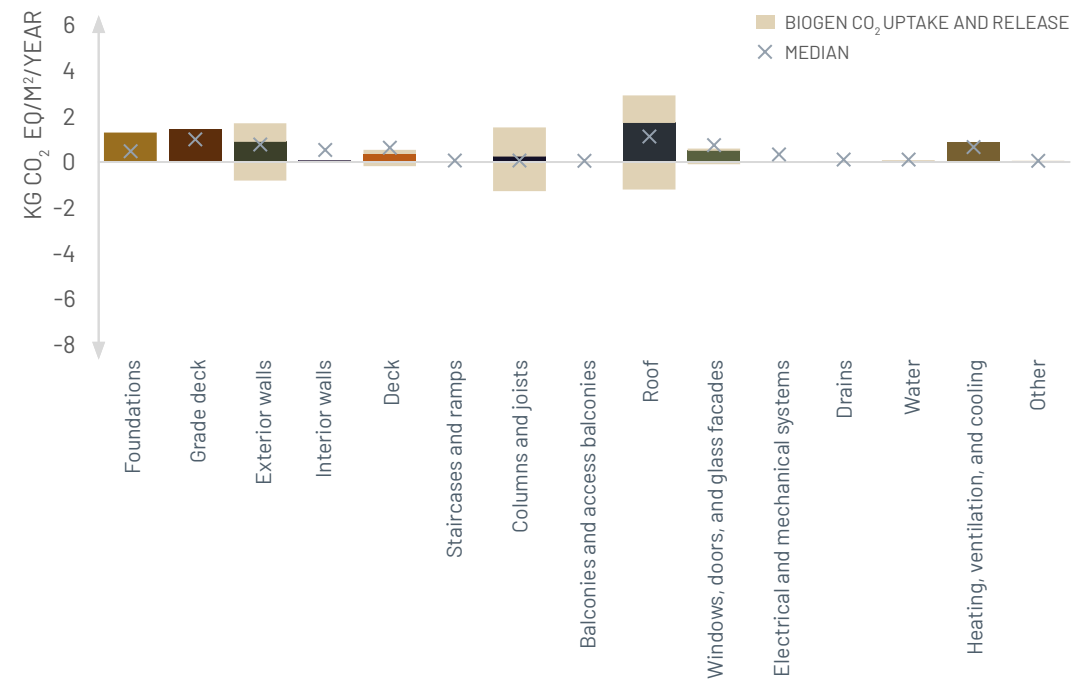 KG CO2 EQ/M²/YEAR
6
4
2
0
-2
-4
-6
-8
BIOGEN CO2 UPTAKE AND RELEASE
MEDIAN
Foundations
Grade deck
Exterior walls
Interior walls
Deck
Staircases and ramps
Columns and joists
Balconies and access balconies
Roof
Windows, doors, and glass facades
Electrical and mechanical systems
Drains
Water
Heating, ventilation, and cooling
Other